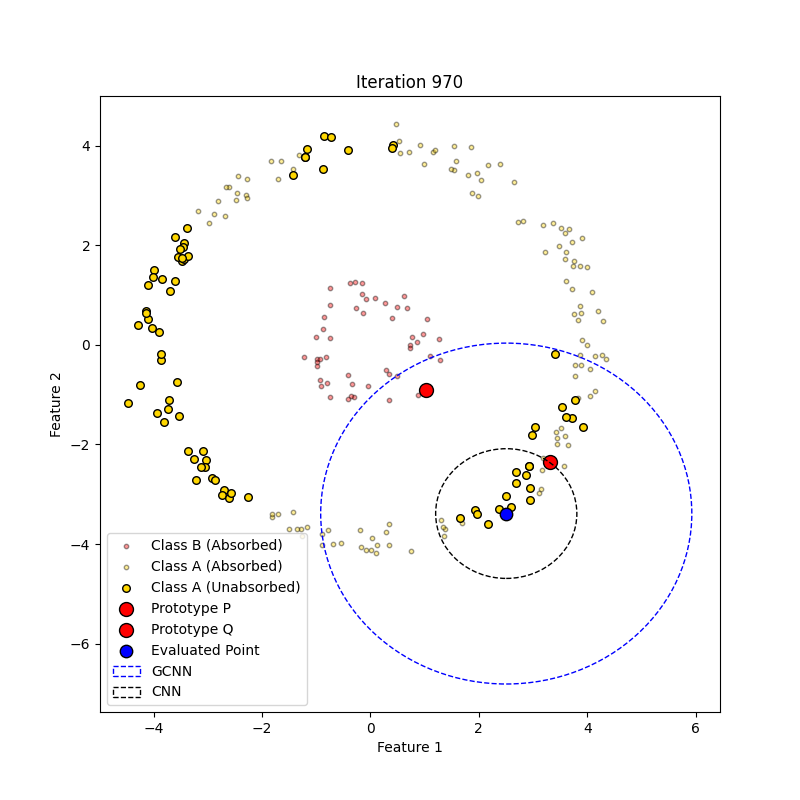 Iteration 970
4
2
0
−2
−4
−6
Feature 2
Class B (Absorbed)
Class A (Absorbed)
Class A (Unabsorbed)
Prototype P
Prototype Q
Evaluated Point
GCNN
CNN
−4
−2
0
2
4
6
Feature 1